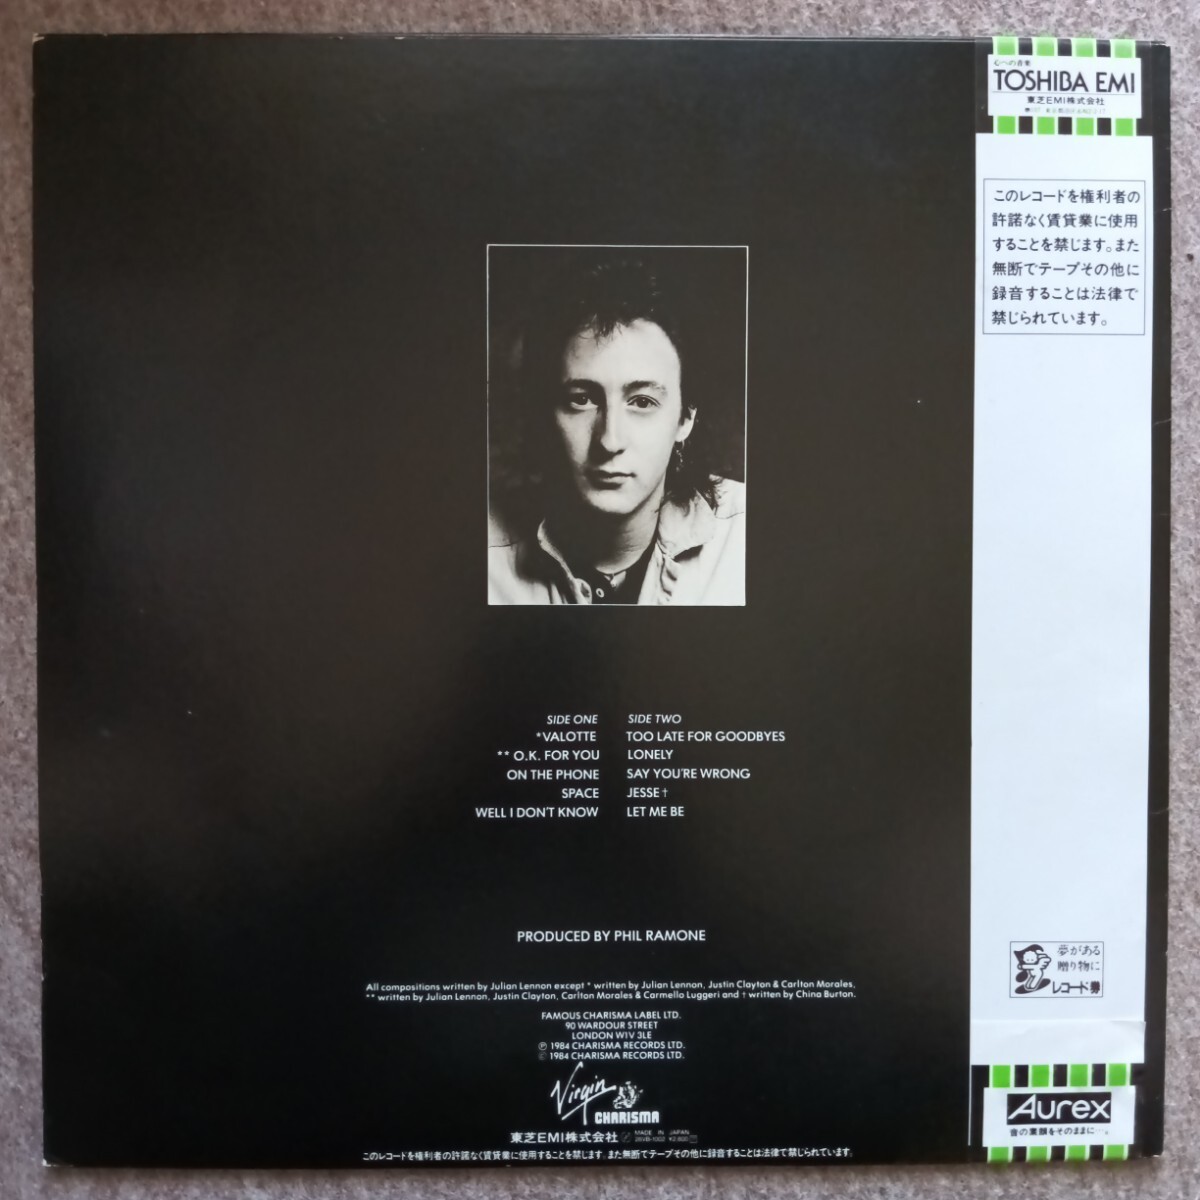 心への音楽
TOSHIBA EMI
東芝EMI株式会社
このレコードを権利者の
許諾なく賃貸業に使用
することを禁じます。また
無断でテープその他に
録音することは法律で
禁じられています。
SIDE ONE
*VALOTTE
** O.K. FOR YOU
ON THE PHONE
SPACE
WELL I DON'T KNOW
SIDE TWO
TOO LATE FOR GOODBYES
LONELY
SAY YOU'RE WRONG
JESSE †
LET ME BE
PRODUCED BY PHIL RAMONE
All compositions written by Julian Lennon except * written by Julian Lennon, Justin Clayton & Carlton Morales,
** written by Julian Lennon, Justin Clayton, Carlton Morales & Carmello Luggeri and † written by China Burton.
FAMOUS CHARISMA LABEL LTD.
90 WARDOUR STREET
LONDON W1V 3LE
℗ 1984 CHARISMA RECORDS LTD.
© 1984 CHARISMA RECORDS LTD.
Virgin
CHARISMA
東芝EMI株式会社
MADE IN JAPAN
28VB-1002 ¥2,800
このレコードを権利者の許諾なく賃貸業に使用することを禁じます。また無断でテープその他に録音することは法律で禁じられています。
夢がある
贈り物に
レコード券
Aurex
音の素顔をそのままに―。